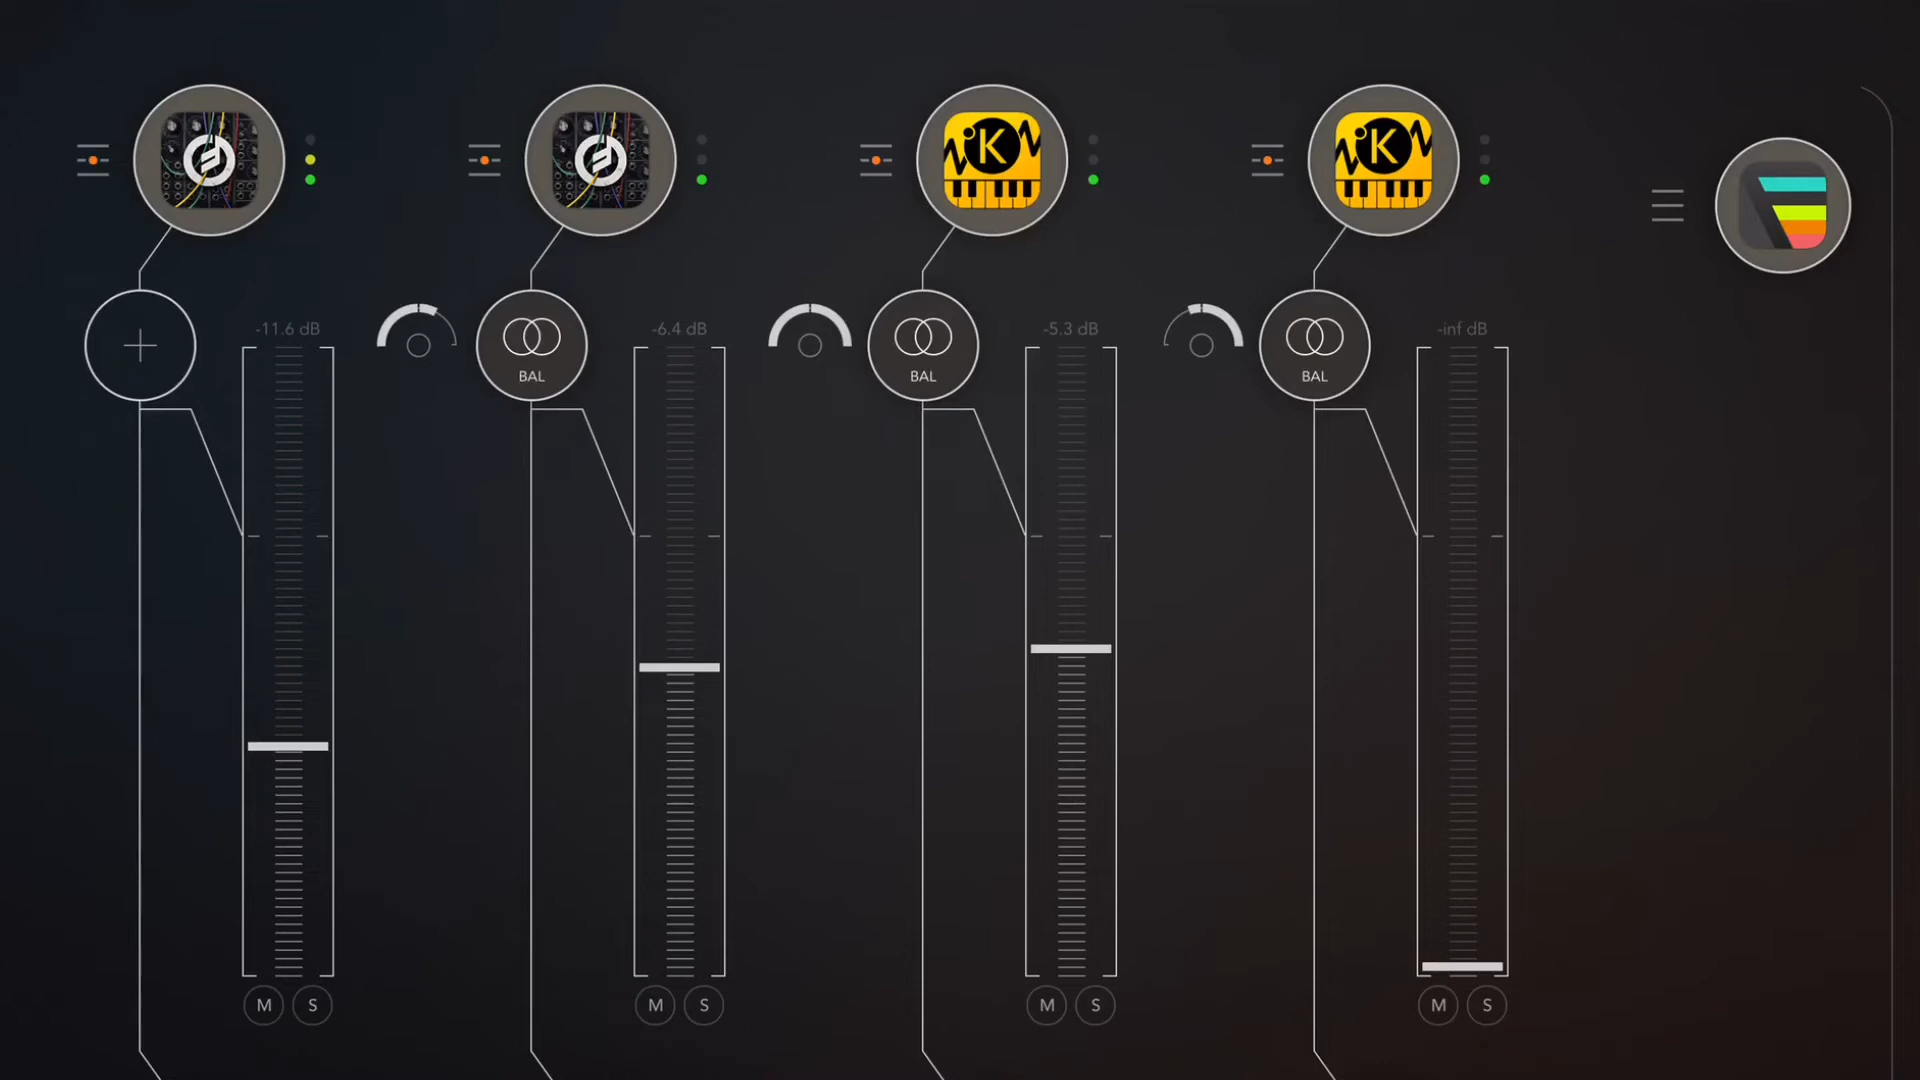 K
K
-11.6 dB
-6.4 dB
-5.3 dB
-inf dB
BAL
BAL
BAL
M S
M S
M S
M S